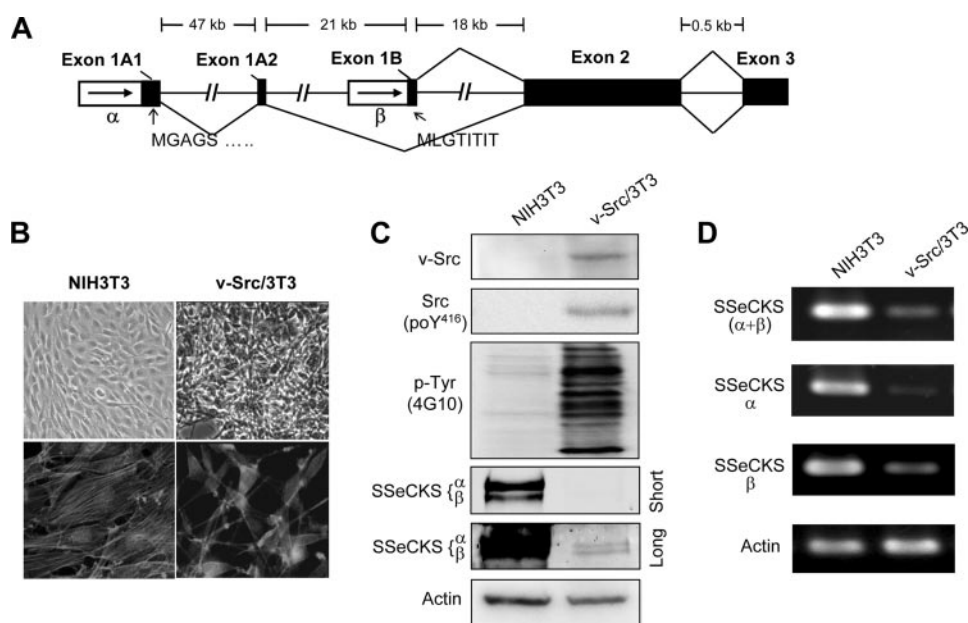 A
47 kb
21 kb
18 kb
0.5 kb
Exon 1A1
Exon 1A2
Exon 1B
Exon 2
Exon 3
α
β
MGAGS .....
MLGTITIT
B
NIH3T3
v-Src/3T3
C
NIH3T3
v-Src/3T3
v-Src
Src
(poY416)
p-Tyr
(4G10)
SSeCKS {α
β
Short
SSeCKS {α
β
Long
Actin
D
NIH3T3
v-Src/3T3
SSeCKS
(α+β)
SSeCKS
α
SSeCKS
β
Actin